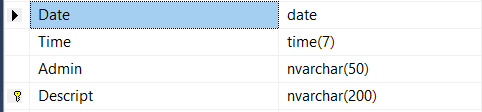 Date date
Time time(7)
Admin nvarchar(50)
Descript nvarchar(200)